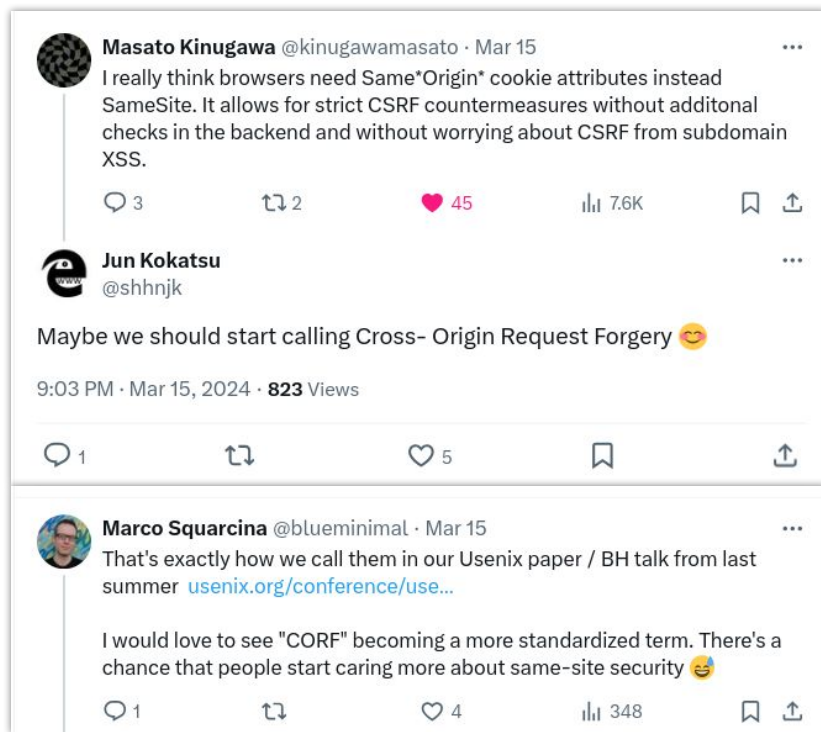 Masato Kinugawa @kinugawamasato · Mar 15
I really think browsers need Same*Origin* cookie attributes instead
SameSite. It allows for strict CSRF countermeasures without additonal
checks in the backend and without worrying about CSRF from subdomain
XSS.
3 2 45 7.6K
www
Jun Kokatsu
@shhnjk
Maybe we should start calling Cross- Origin Request Forgery 😊
9:03 PM · Mar 15, 2024 · 823 Views
1 5
Marco Squarcina @blueminimal · Mar 15
That's exactly how we call them in our Usenix paper / BH talk from last
summer usenix.org/conference/use...
I would love to see "CORF" becoming a more standardized term. There's a
chance that people start caring more about same-site security 😅
1 4 348